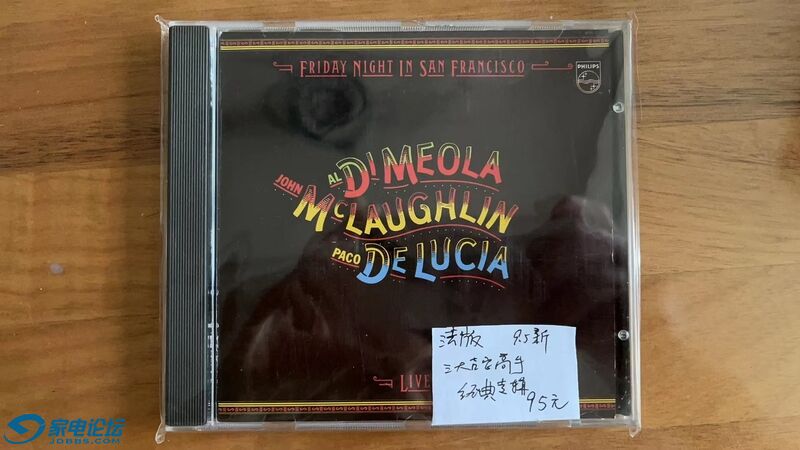 FRIDAY NIGHT IN SAN FRANCISCO
PHILIPS
AL DI MEOLA
JOHN MCLAUGHLIN
PACO DE LUCIA
法版 9.5新
三大吉它高手
经典专辑 95元
LIVE
家电论坛
JDBBS.COM